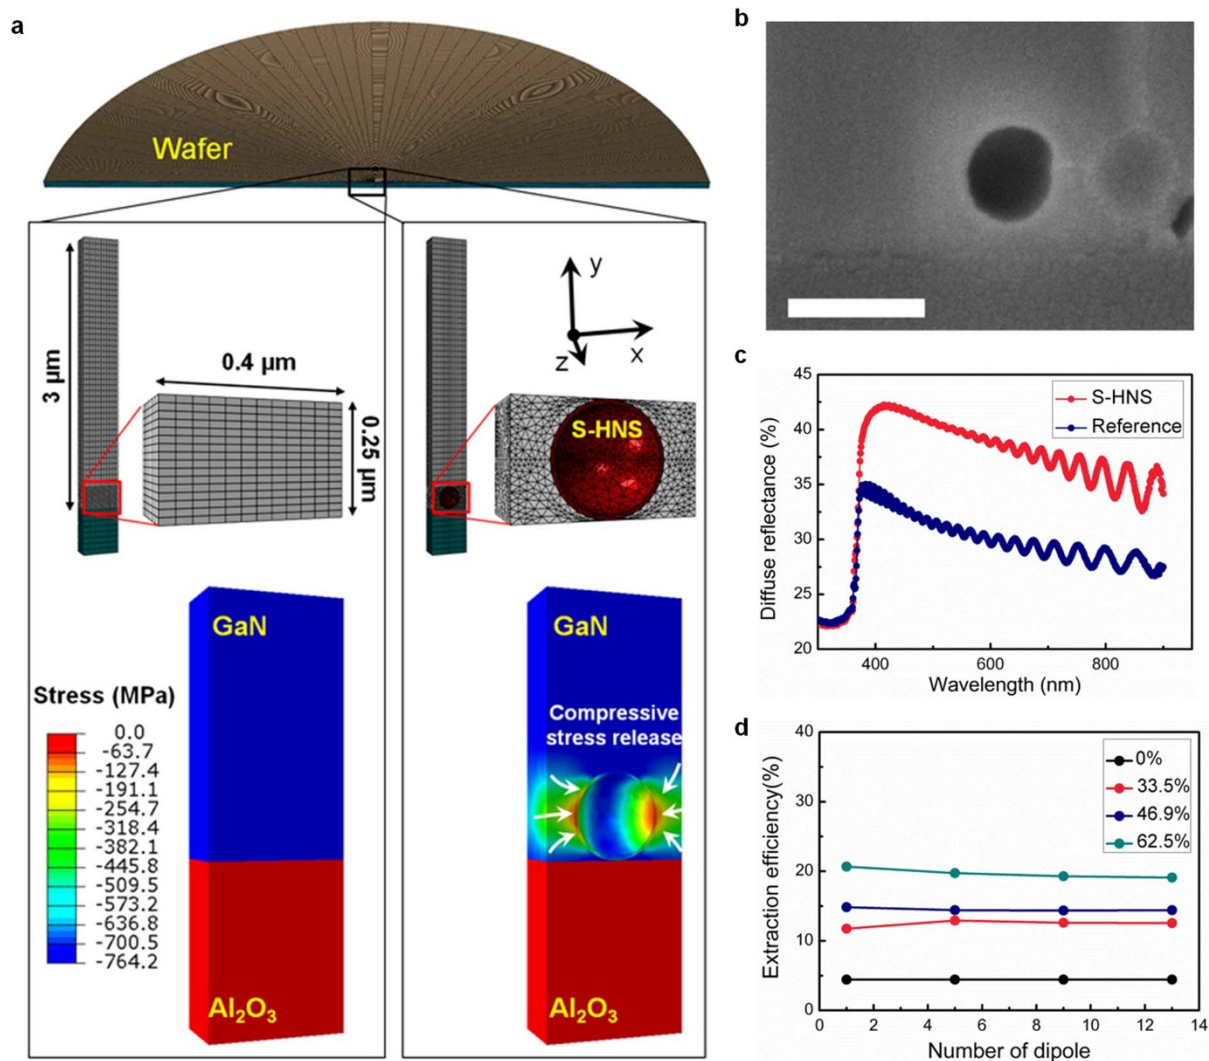 a
Wafer
3 µm
0.4 µm
0.25 µm
y
x
z
S-HNS
GaN
Al₂O₃
Stress (MPa)
0.0
-63.7
-127.4
-191.1
-254.7
-318.4
-382.1
-445.8
-509.5
-573.2
-636.8
-700.5
-764.2
GaN
Compressive
stress release
Al₂O₃
b
c
45
40
35
30
25
20
Diffuse reflectance (%)
S-HNS
Reference
400
600
800
Wavelength (nm)
d
40
30
20
10
0
Extraction efficiency(%)
0%
33.5%
46.9%
62.5%
0
2
4
6
8
10
12
14
Number of dipole